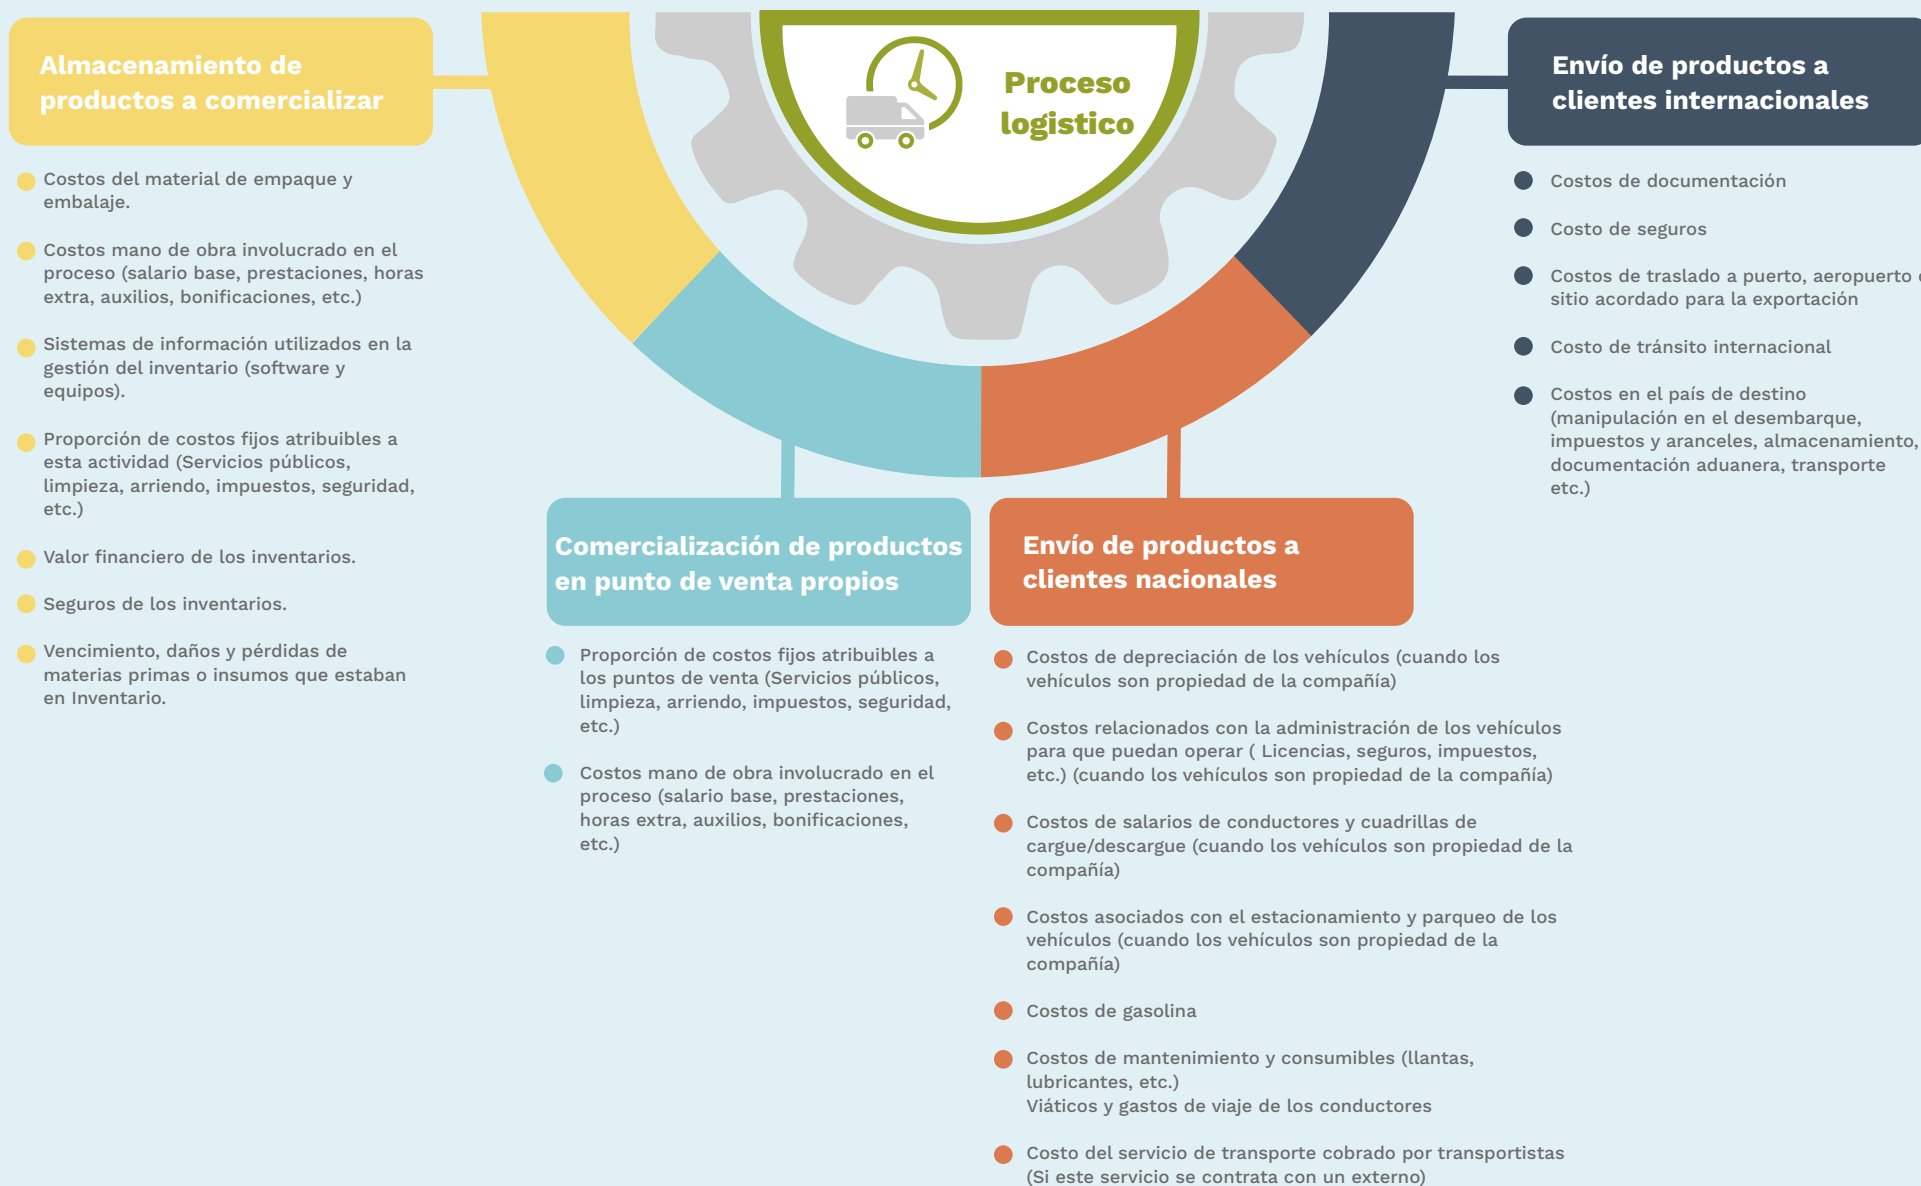 Proceso
logistico
Almacenamiento de
productos a comercializar
Costos del material de empaque y
embalaje.
Costos mano de obra involucrado en el
proceso (salario base, prestaciones, horas
extra, auxilios, bonificaciones, etc.)
Sistemas de información utilizados en la
gestión del inventario (software y
equipos).
Proporción de costos fijos atribuibles a
esta actividad (Servicios públicos,
limpieza, arriendo, impuestos, seguridad,
etc.)
Valor financiero de los inventarios.
Seguros de los inventarios.
Vencimiento, daños y pérdidas de
materias primas o insumos que estaban
en Inventario.
Comercialización de productos
en punto de venta propios
Proporción de costos fijos atribuibles a
los puntos de venta (Servicios públicos,
limpieza, arriendo, impuestos, seguridad,
etc.)
Costos mano de obra involucrado en el
proceso (salario base, prestaciones,
horas extra, auxilios, bonificaciones,
etc.)
Envío de productos a
clientes nacionales
Costos de depreciación de los vehículos (cuando los
vehículos son propiedad de la compañía)
Costos relacionados con la administración de los vehículos
para que puedan operar ( Licencias, seguros, impuestos,
etc.) (cuando los vehículos son propiedad de la compañía)
Costos de salarios de conductores y cuadrillas de
cargue/descargue (cuando los vehículos son propiedad de la
compañía)
Costos asociados con el estacionamiento y parqueo de los
vehículos (cuando los vehículos son propiedad de la
compañía)
Costos de gasolina
Costos de mantenimiento y consumibles (llantas,
lubricantes, etc.)
Viáticos y gastos de viaje de los conductores
Costo del servicio de transporte cobrado por transportistas
(Si este servicio se contrata con un externo)
Envío de productos a
clientes internacionales
Costos de documentación
Costo de seguros
Costos de traslado a puerto, aeropuerto
sitio acordado para la exportación
Costo de tránsito internacional
Costos en el país de destino
(manipulación en el desembarque,
impuestos y aranceles, almacenamiento,
documentación aduanera, transporte
etc.)